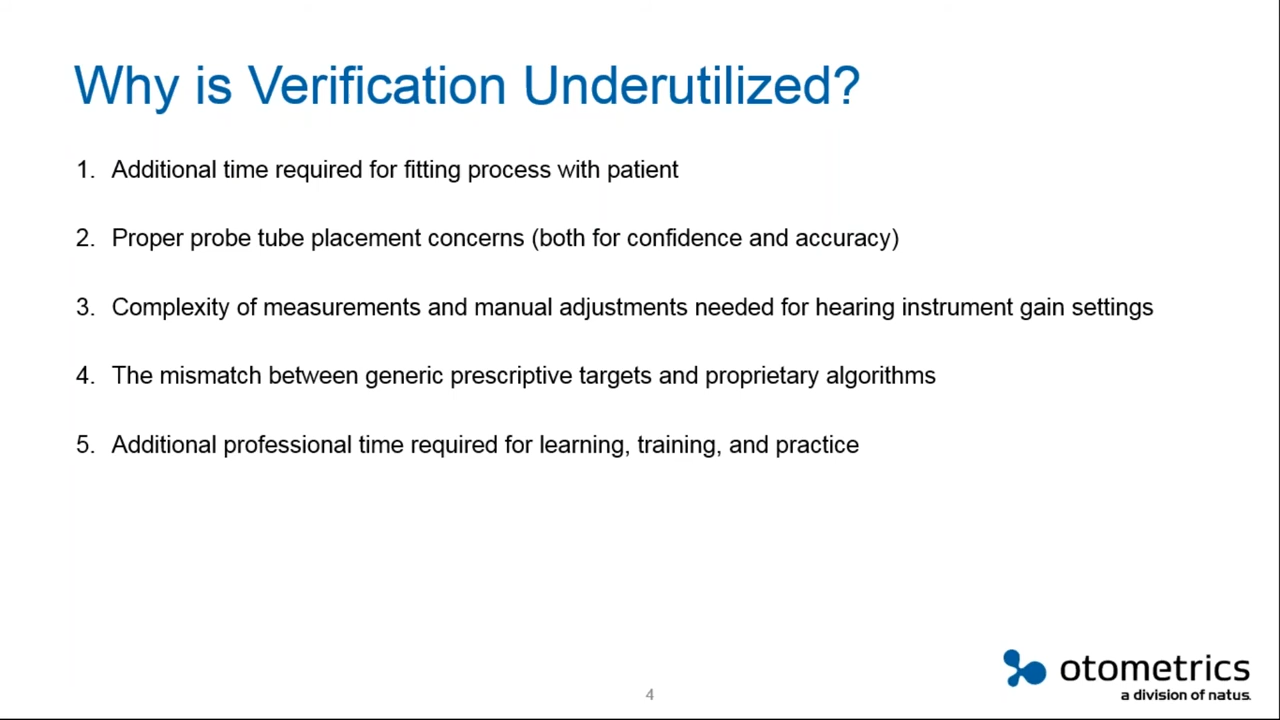 Why is Verification Underutilized?
1. Additional time required for fitting process with patient
2. Proper probe tube placement concerns (both for confidence and accuracy)
3. Complexity of measurements and manual adjustments needed for hearing instrument gain settings
4. The mismatch between generic prescriptive targets and proprietary algorithms
5. Additional professional time required for learning, training, and practice
otometrics
a division of natus.
4